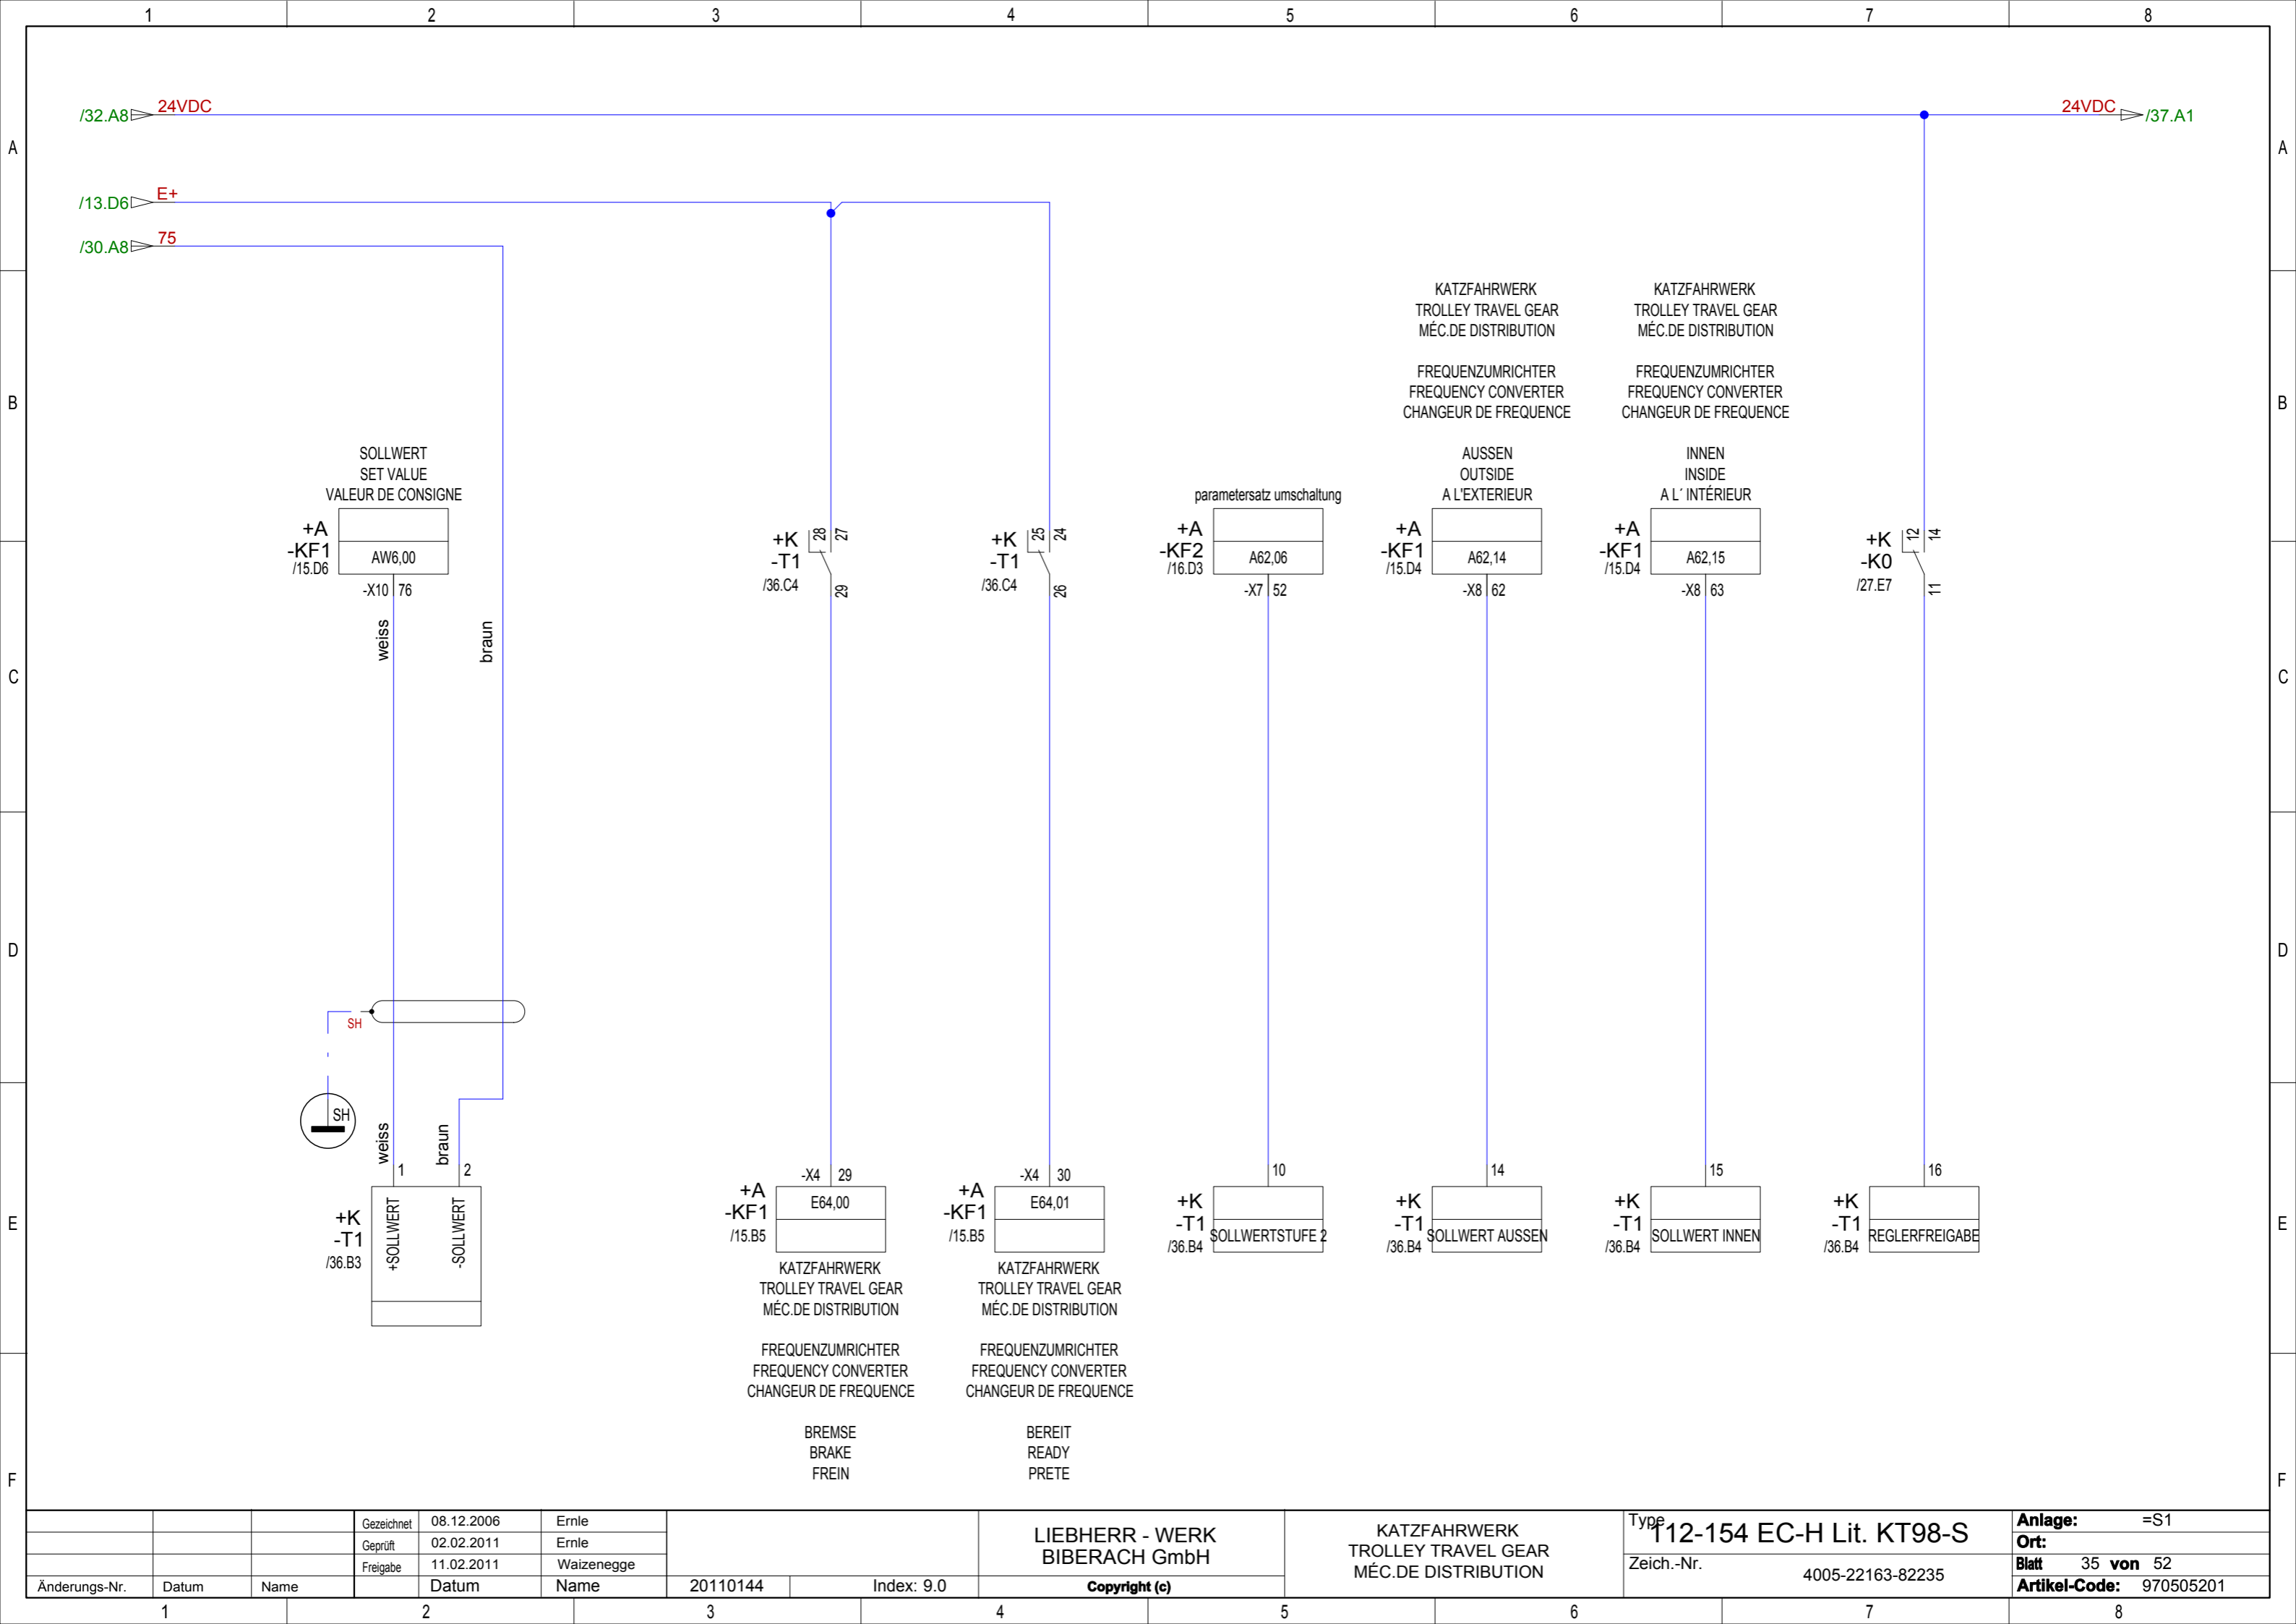 1 2 3 4 5 6 7 8
/32.A8 24VDC
24VDC /37.A1
A A
/13.D6 E+
/30.A8 75
KATZFAHRWERK
TROLLEY TRAVEL GEAR
MÉC.DE DISTRIBUTION
FREQUENZUMRICHTER
FREQUENCY CONVERTER
CHANGEUR DE FREQUENCE
AUSSEN
OUTSIDE
A L'EXTERIEUR
KATZFAHRWERK
TROLLEY TRAVEL GEAR
MÉC.DE DISTRIBUTION
FREQUENZUMRICHTER
FREQUENCY CONVERTER
CHANGEUR DE FREQUENCE
INNEN
INSIDE
A L´ INTÉRIEUR
B B
SOLLWERT
SET VALUE
VALEUR DE CONSIGNE
+A
-KF1
/15.D6
AW6,00
-X10 76
weiss
braun
+K
-T1
/36.C4
28 27
29
+K
-T1
/36.C4
25 24
26
parametersatz umschaltung
+A
-KF2
/16.D3
A62,06
-X7 52
+A
-KF1
/15.D4
A62,14
-X8 62
+A
-KF1
/15.D4
A62,15
-X8 63
+K
-K0
/27.E7
12 14
11
C C
D D
SH
SH
weiss
braun
1 2
+K
-T1
/36.B3
+SOLLWERT
-SOLLWERT
-X4 29
+A
-KF1
/15.B5
E64,00
KATZFAHRWERK
TROLLEY TRAVEL GEAR
MÉC.DE DISTRIBUTION
FREQUENZUMRICHTER
FREQUENCY CONVERTER
CHANGEUR DE FREQUENCE
BREMSE
BRAKE
FREIN
-X4 30
+A
-KF1
/15.B5
E64,01
KATZFAHRWERK
TROLLEY TRAVEL GEAR
MÉC.DE DISTRIBUTION
FREQUENZUMRICHTER
FREQUENCY CONVERTER
CHANGEUR DE FREQUENCE
BEREIT
READY
PRETE
10
+K
-T1
/36.B4
SOLLWERTSTUFE 2
14
+K
-T1
/36.B4
SOLLWERT AUSSEN
15
+K
-T1
/36.B4
SOLLWERT INNEN
16
+K
-T1
/36.B4
REGLERFREIGABE
E E
F F
Gezeichnet 08.12.2006 Ernle
Geprüft 02.02.2011 Ernle
Freigabe 11.02.2011 Waizenegge
Änderungs-Nr. Datum Name Datum Name 20110144 Index: 9.0
LIEBHERR - WERK
BIBERACH GmbH
Copyright (c)
KATZFAHRWERK
TROLLEY TRAVEL GEAR
MÉC.DE DISTRIBUTION
Type 112-154 EC-H Lit. KT98-S
Zeich.-Nr. 4005-22163-82235
Anlage: =S1
Ort:
Blatt 35 von 52
Artikel-Code: 970505201
1 2 3 4 5 6 7 8